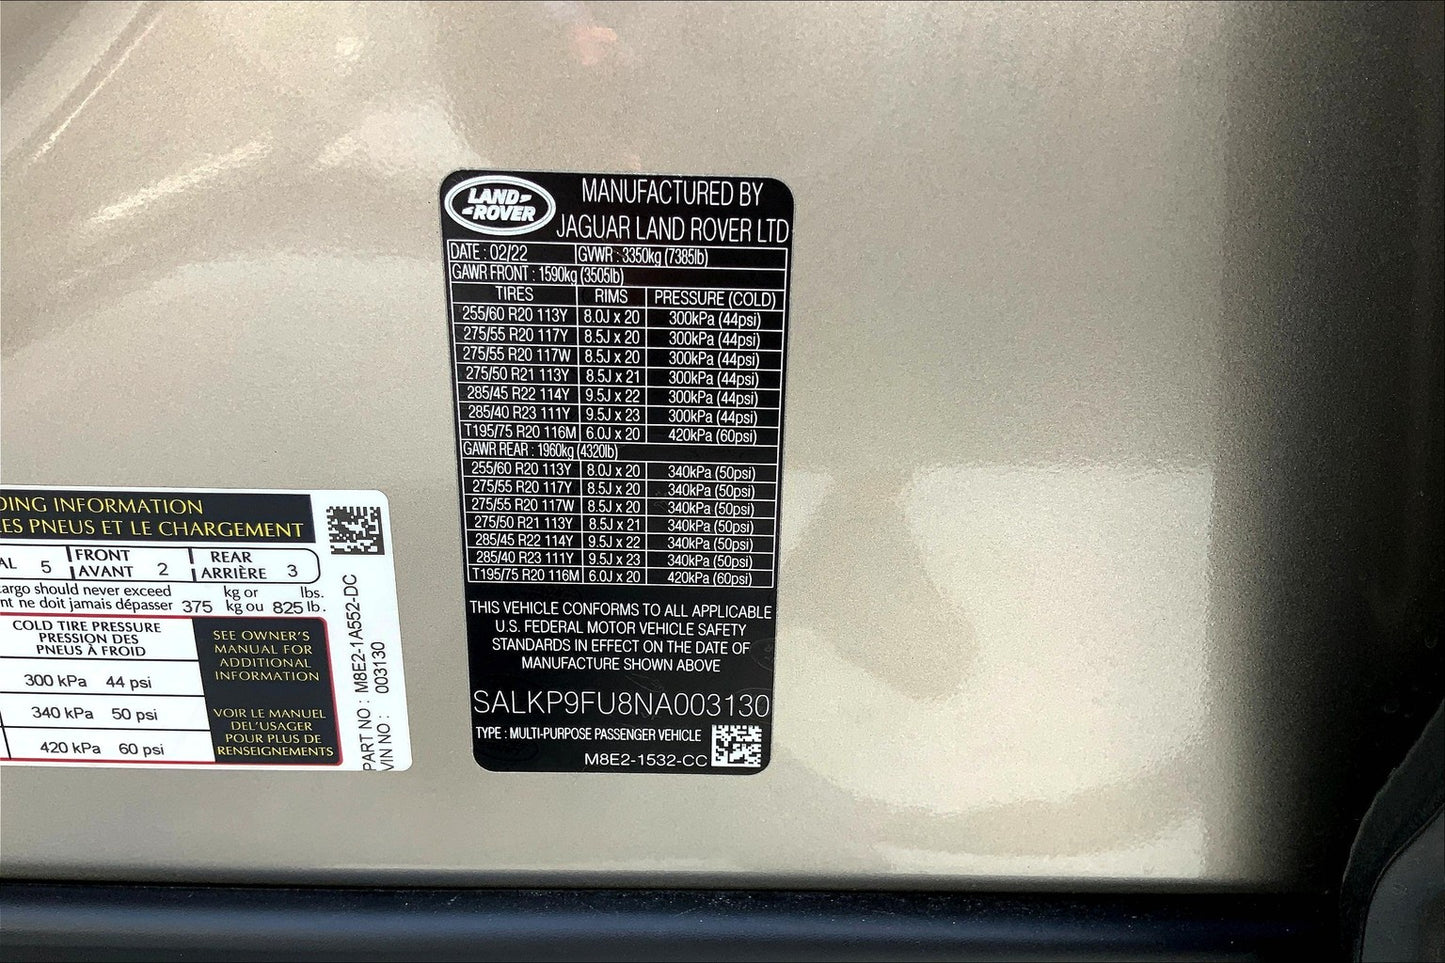 LAND-
-ROVER
MANUFACTURED BY
JAGUAR LAND ROVER LTD
DATE : 02/22 GVWR : 3350kg (7385lb)
GAWR FRONT : 1590kg (3505lb)
TIRES RIMS PRESSURE (COLD)
255/60 R20 113Y 8.0J x 20 300kPa (44psi)
275/55 R20 117Y 8.5J x 20 300kPa (44psi)
275/55 R20 117W 8.5J x 20 300kPa (44psi)
275/50 R21 113Y 8.5J x 21 300kPa (44psi)
285/45 R22 114Y 9.5J x 22 300kPa (44psi)
285/40 R23 111Y 9.5J x 23 300kPa (44psi)
T195/75 R20 116M 6.0J x 20 420kPa (60psi)
GAWR REAR : 1960kg (4320lb)
255/60 R20 113Y 8.0J x 20 340kPa (50psi)
275/55 R20 117Y 8.5J x 20 340kPa (50psi)
275/55 R20 117W 8.5J x 20 340kPa (50psi)
275/50 R21 113Y 8.5J x 21 340kPa (50psi)
285/45 R22 114Y 9.5J x 22 340kPa (50psi)
285/40 R23 111Y 9.5J x 23 340kPa (50psi)
T195/75 R20 116M 6.0J x 20 420kPa (60psi)
THIS VEHICLE CONFORMS TO ALL APPLICABLE
U.S. FEDERAL MOTOR VEHICLE SAFETY
STANDARDS IN EFFECT ON THE DATE OF
MANUFACTURE SHOWN ABOVE
SALKP9FU8NA003130
TYPE : MULTI-PURPOSE PASSENGER VEHICLE
M8E2-1532-CC
DING INFORMATION
ES PNEUS ET LE CHARGEMENT
AL 5 FRONT AVANT 2 REAR ARRIÈRE 3
argo should never exceed kg or lbs.
nt ne doit jamais dépasser 375 kg ou 825 lb.
COLD TIRE PRESSURE
PRESSION DES
PNEUS À FROID
300 kPa 44 psi
340 kPa 50 psi
420 kPa 60 psi
SEE OWNER'S
MANUAL FOR
ADDITIONAL
INFORMATION
VOIR LE MANUEL
DEL'USAGER
POUR PLUS DE
RENSEIGNEMENTS
PART NO : M8E2-1A552-DC
VIN NO : 003130